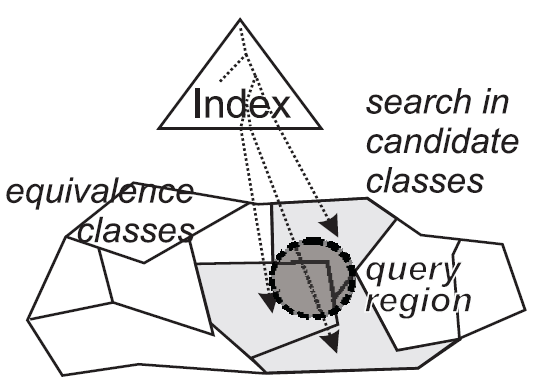 Index
search in
candidate
classes
equivalence
classes
query
region